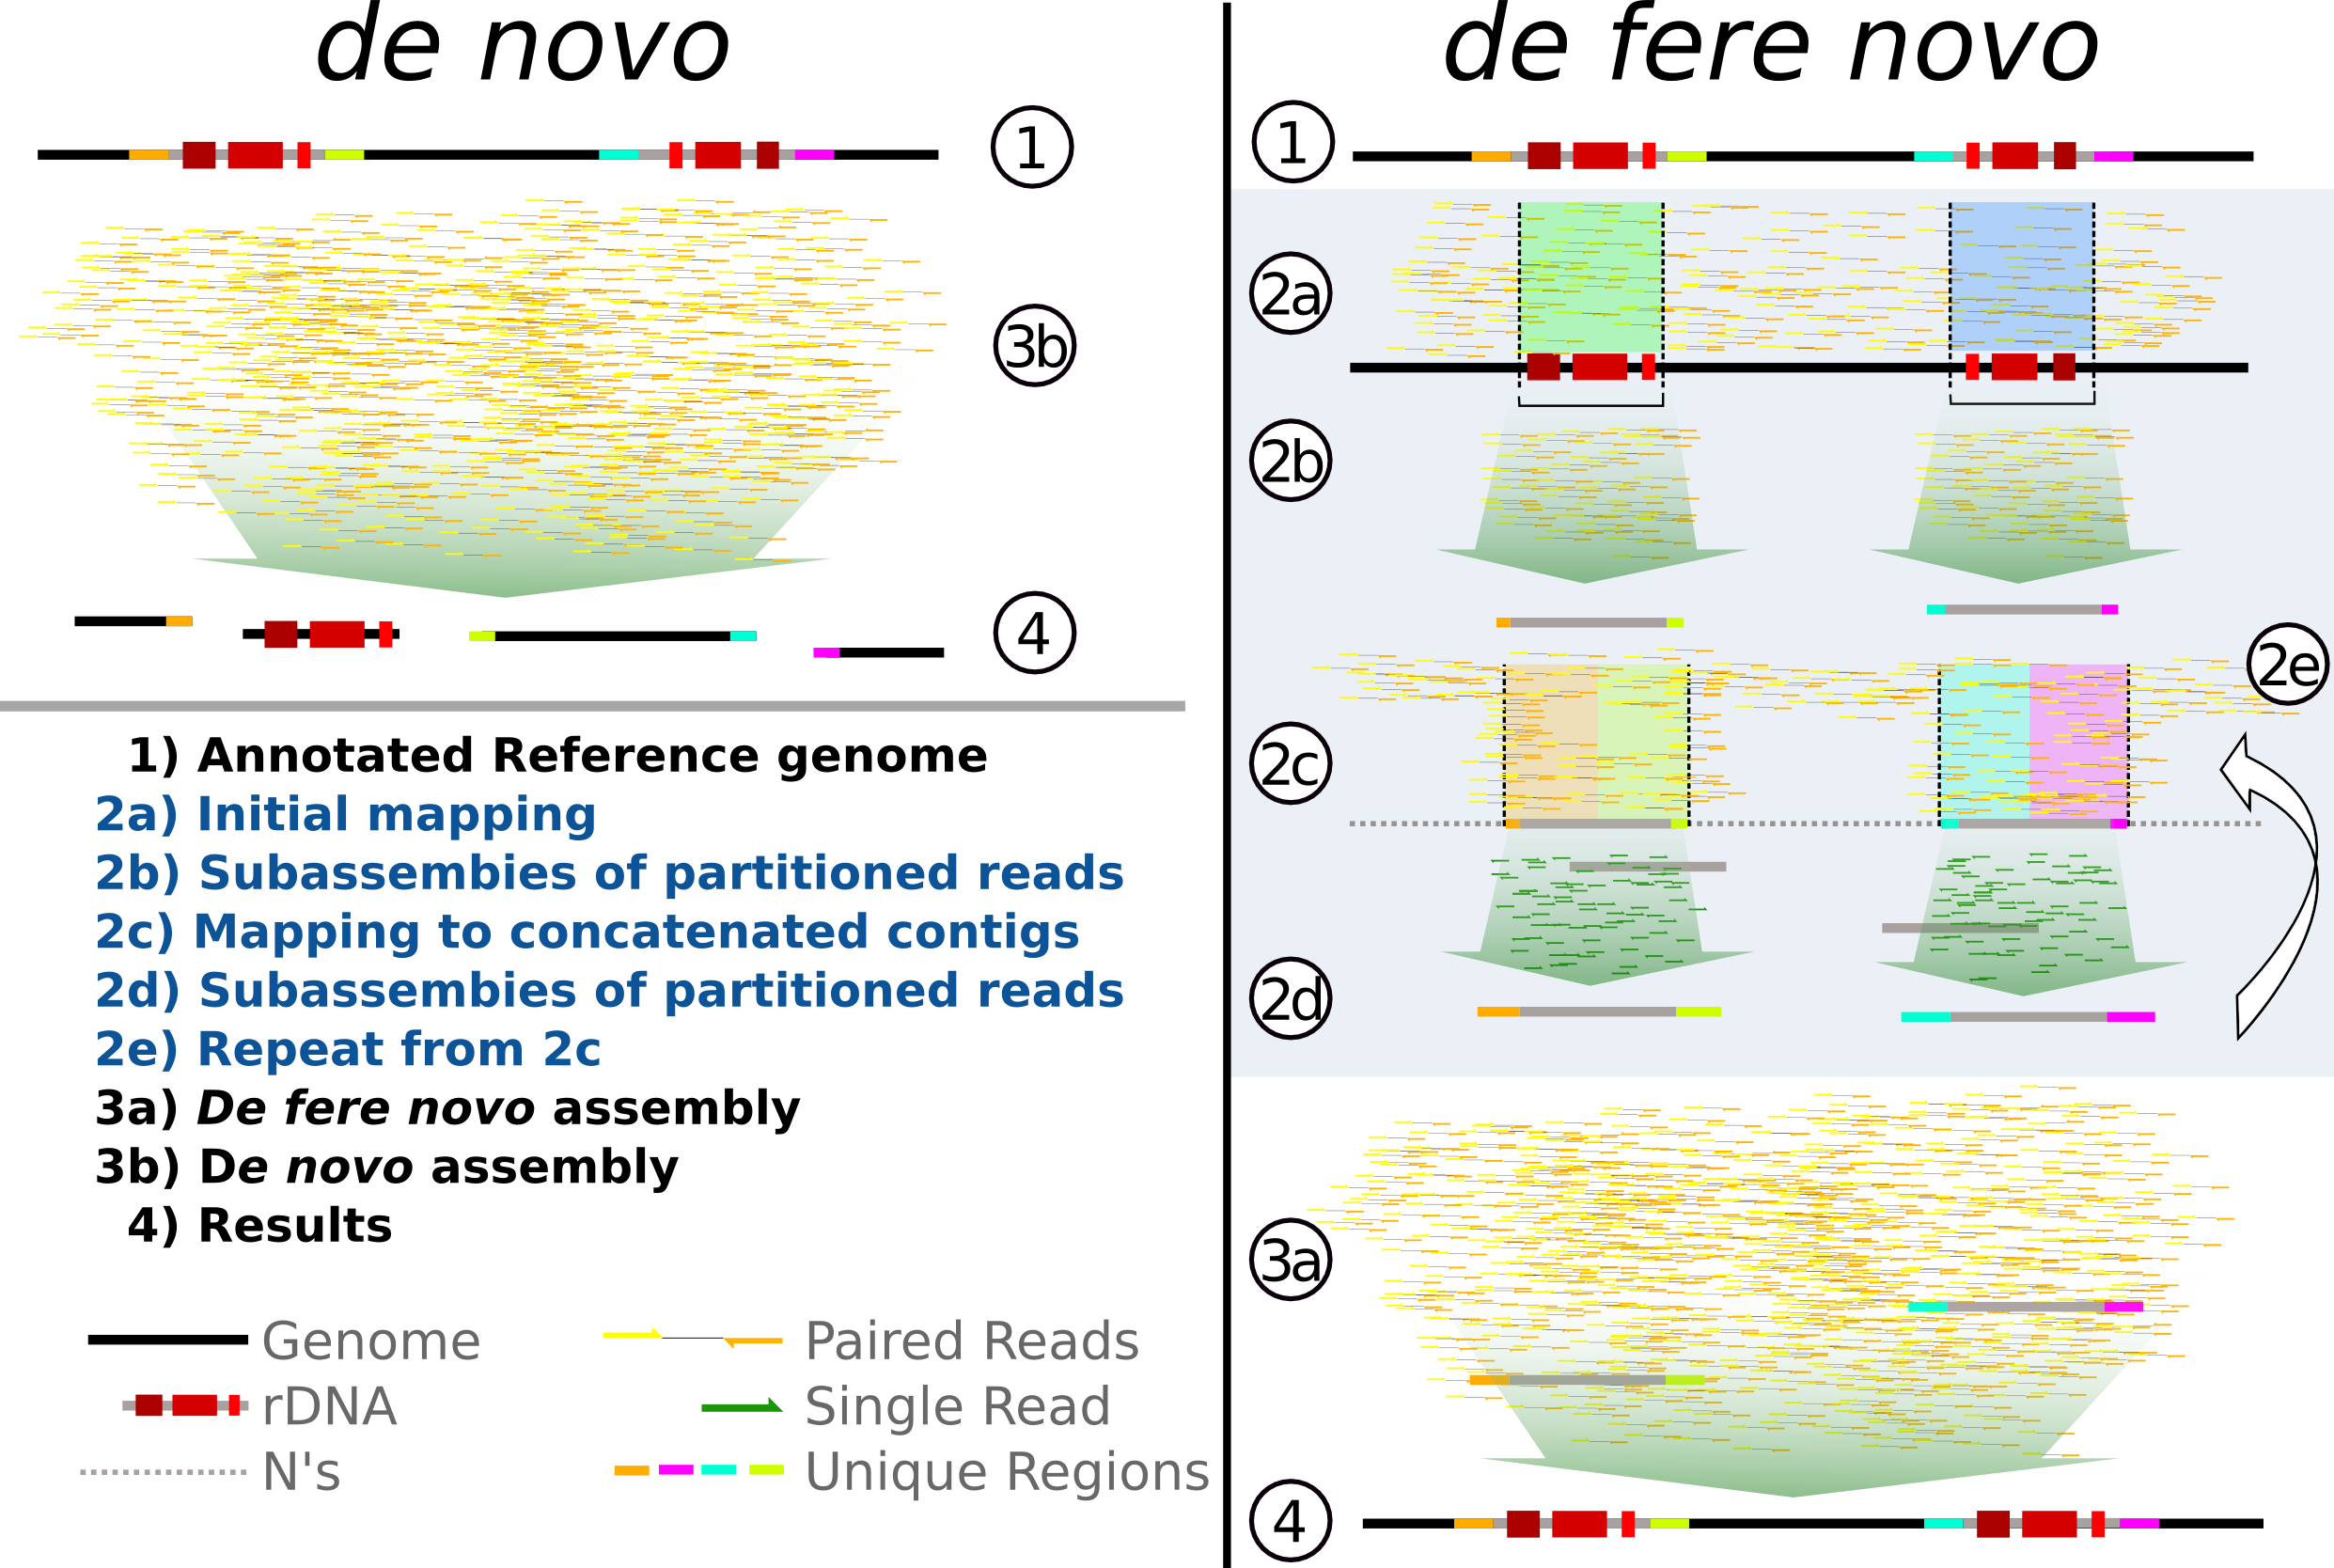 de novo
1
3b
4
1) Annotated Reference genome
2a) Initial mapping
2b) Subassembies of partitioned reads
2c) Mapping to concatenated contigs
2d) Subassembies of partitioned reads
2e) Repeat from 2c
3a) De fere novo assembly
3b) De novo assembly
4) Results
Genome
rDNA
N's
Paired Reads
Single Read
Unique Regions
de fere novo
1
2a
2b
2e
2c
2d
3a
4